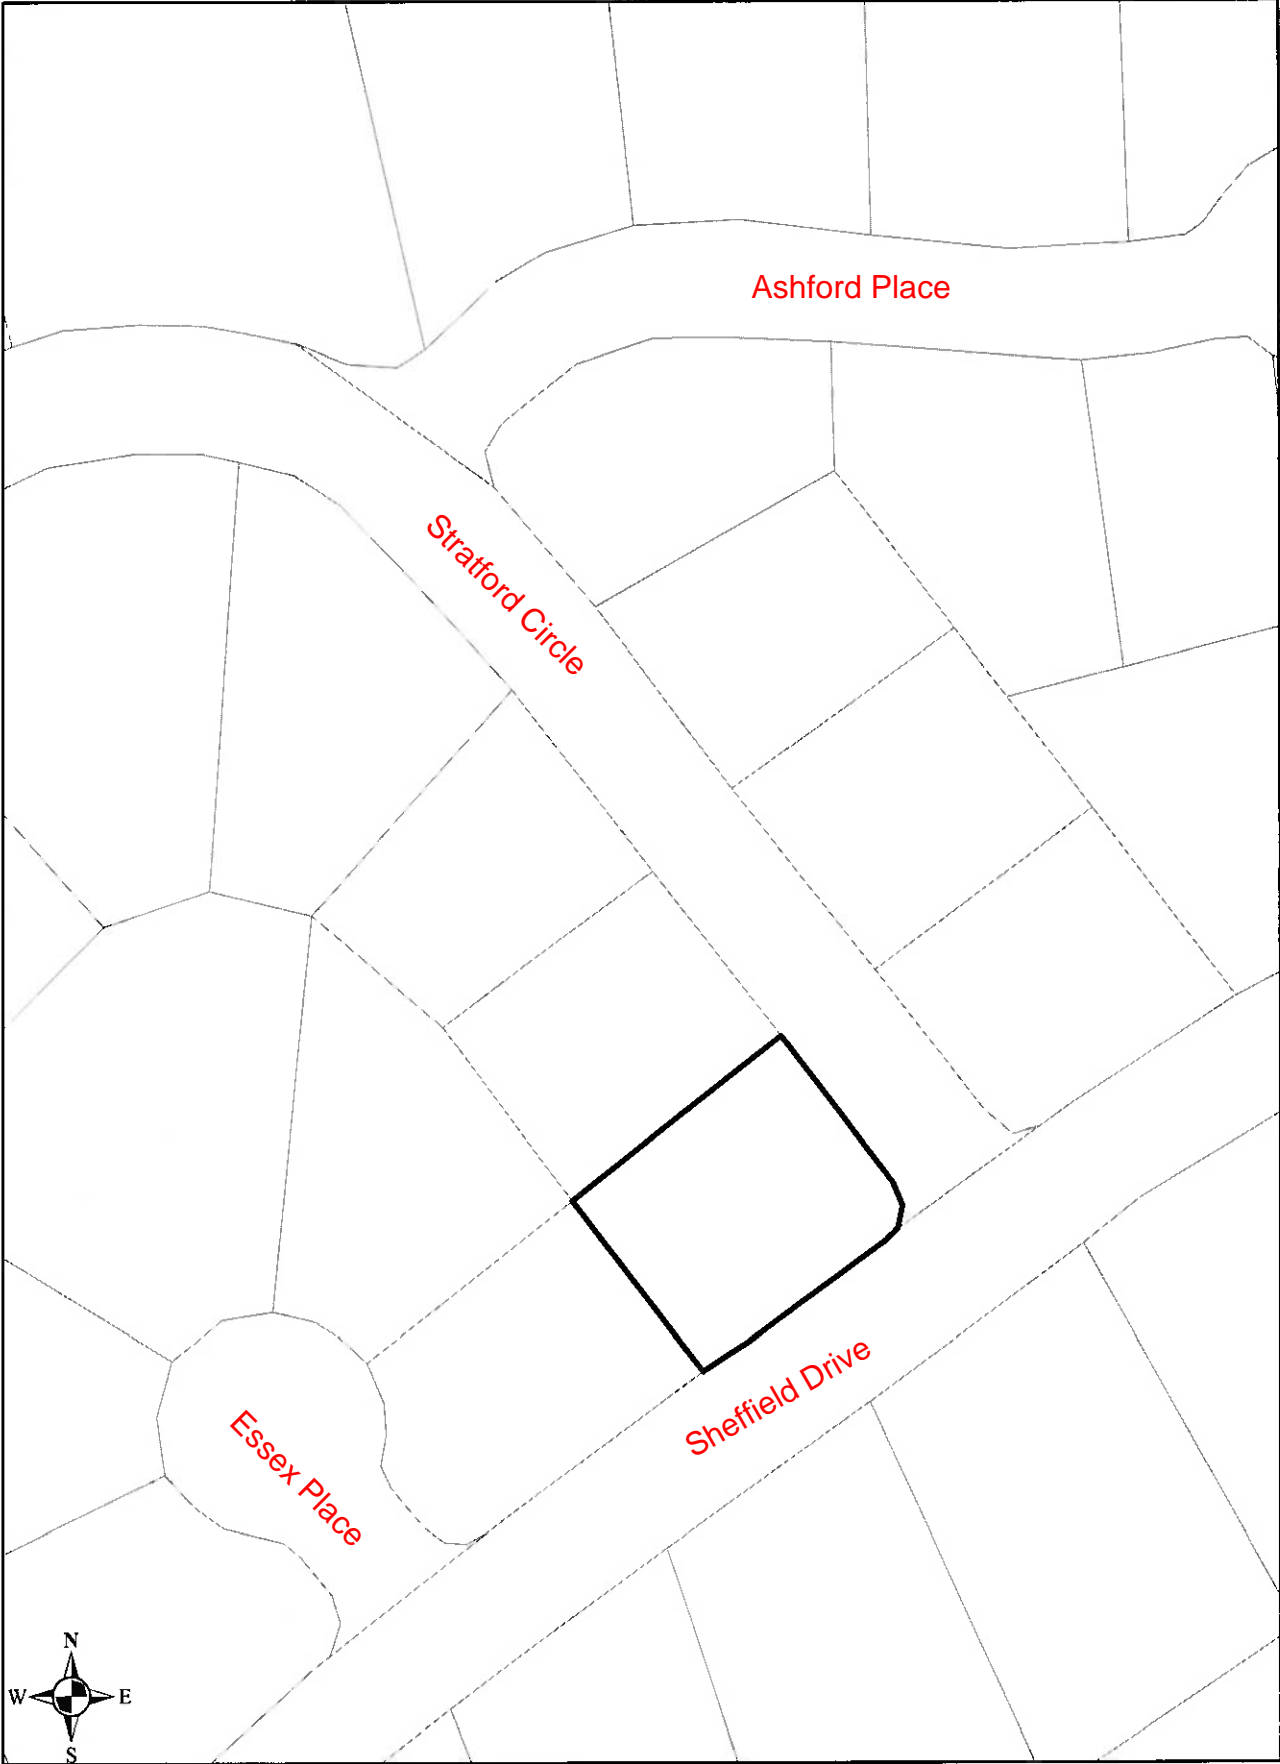 Ashford Place
Stratford Circle
Sheffield Drive
Essex Place
N
W E
S